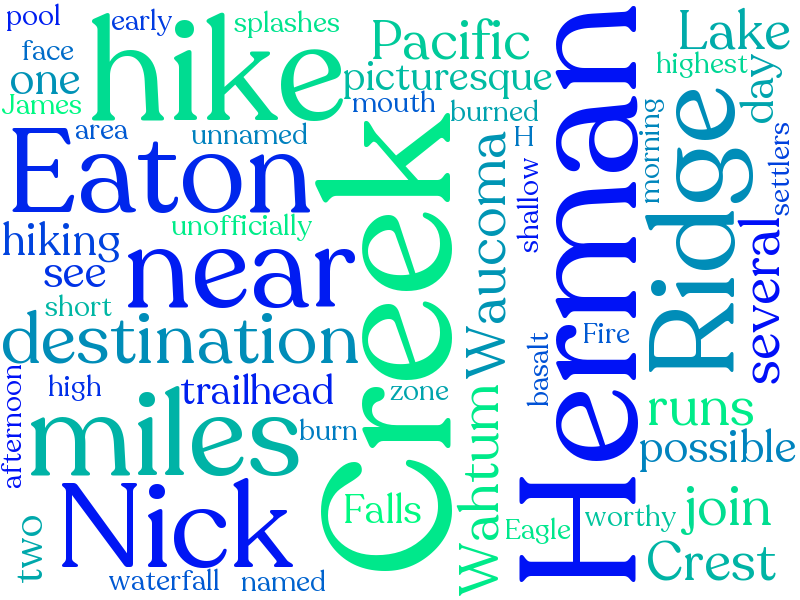 pool
early
splashes
hike
Pacific
Lake
face
one
picturesque
highest
day
James
mouth
burned
area
unnamed
H
Herman
morning
Ridge
settlers
Eaton
Creek
Waucoma
shallow
unofficially
hiking
near
several
see
short
destination
Fire
basalt
afternoon
high
trailhead
zone
miles
burn
Wahtum
runs
possible
Nick
Falls
Eagle
worthy
join
two
Crest
waterfall
named